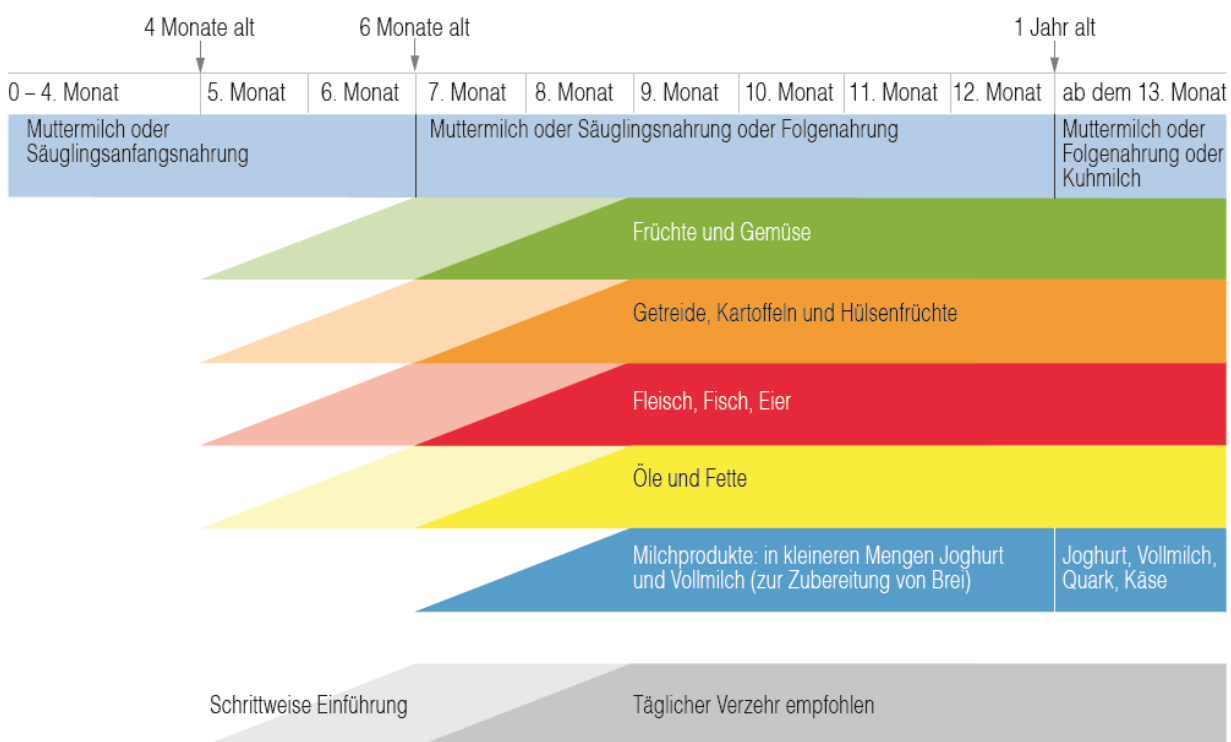 4 Monate alt
6 Monate alt
1 Jahr alt
0 – 4. Monat
5. Monat
6. Monat
7. Monat
8. Monat
9. Monat
10. Monat
11. Monat
12. Monat
ab dem 13. Monat
Muttermilch oder
Säuglingsanfangsnahrung
Muttermilch oder Säuglingsnahrung oder Folgenahrung
Muttermilch oder
Folgenahrung oder
Kuhmilch
Früchte und Gemüse
Getreide, Kartoffeln und Hülsenfrüchte
Fleisch, Fisch, Eier
Öle und Fette
Milchprodukte: in kleineren Mengen Joghurt
und Vollmilch (zur Zubereitung von Brei)
Joghurt, Vollmilch,
Quark, Käse
Schrittweise Einführung
Täglicher Verzehr empfohlen